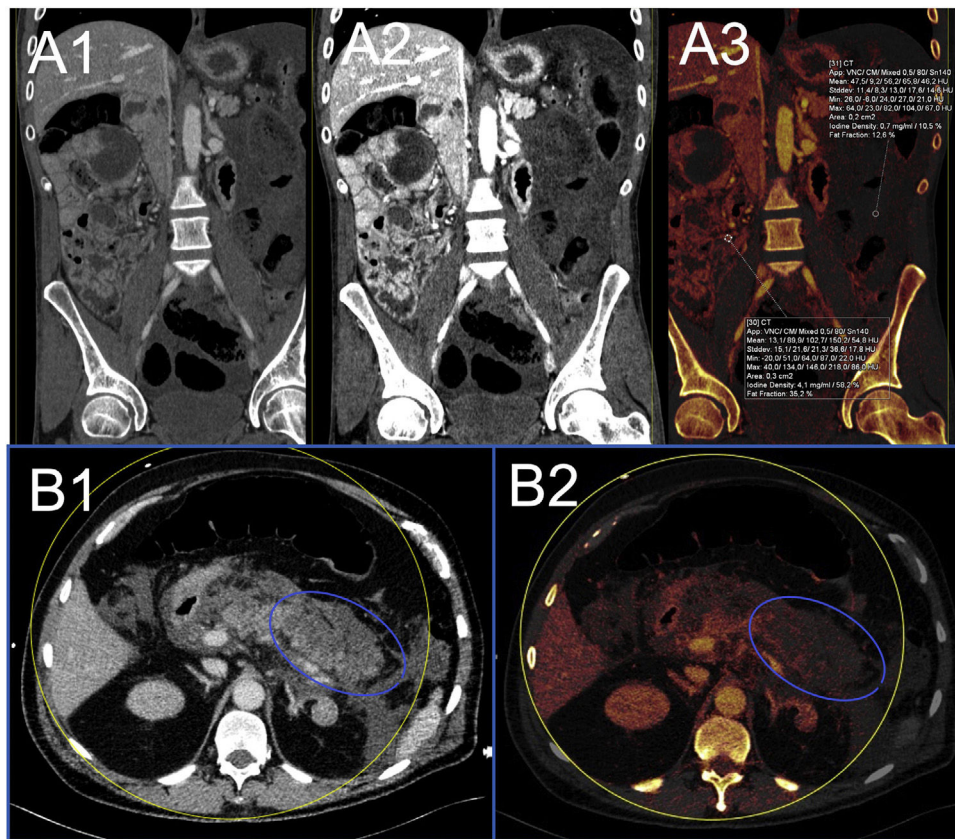 A1
A2
A3
[31] CT
App: VNC/ CM/ Mixed 0,5/ 80/ Sn140
Mean: 47,5/ 9,2/ 56,2/ 65,8/ 46,2 HU
Stddev: 11,4/ 8,3/ 13,0/ 17,6/ 14,6 HU
Min: 26,0/ -6,0/ 24,0/ 27,0/ 21,0 HU
Max: 64,0/ 23,0/ 82,0/ 104,0/ 67,0 HU
Area: 0,2 cm2
Iodine Density: 0.7 mg/ml / 10,5 %
Fat Fraction: 12,6 %
[30] CT
App: VNC/ CM/ Mixed 0,5/ 80/ Sn140
Mean: 13,1/ 89,9/ 102,7/ 150,2/ 54,8 HU
Stddev: 15,1/ 21,6/ 21,3/ 36,6/ 17,8 HU
Min: -20,0/ 51,0/ 64,0/ 87,0/ 22,0 HU
Max: 40,0/ 134,0/ 146,0/ 218,0/ 86,0 HU
Area: 0,3 cm2
Iodine Density: 4,1 mg/ml / 58,2 %
Fat Fraction: 35,2 %
B1
B2